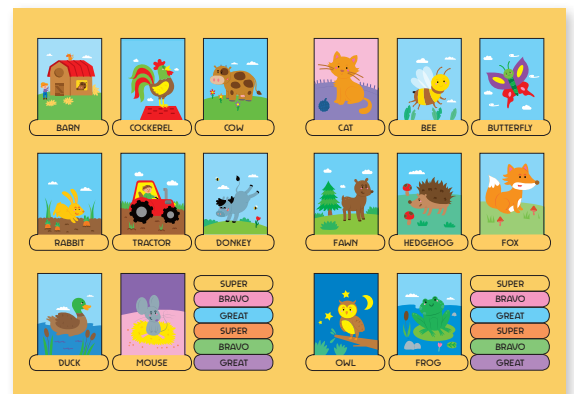 BARN
COCKEREL
COW
RABBIT
TRACTOR
DONKEY
DUCK
MOUSE
SUPER
BRAVO
GREAT
SUPER
BRAVO
GREAT
CAT
BEE
BUTTERFLY
FAWN
HEDGEHOG
FOX
OWL
FROG
SUPER
BRAVO
GREAT
SUPER
BRAVO
GREAT